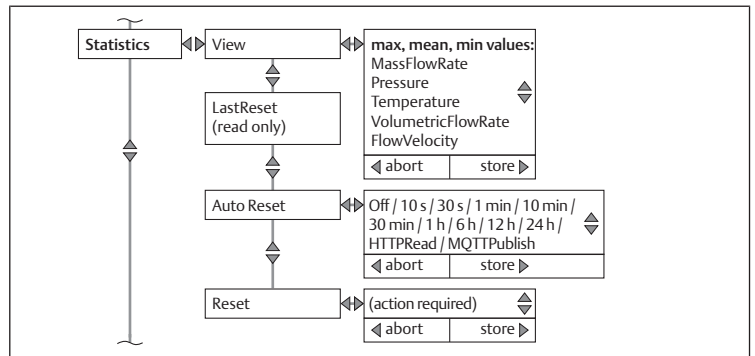 Statistics
View
max, mean, min values:
MassFlowRate
Pressure
Temperature
VolumetricFlowRate
FlowVelocity
abort store
LastReset
(read only)
Auto Reset
Off / 10 s / 30 s / 1 min / 10 min /
30 min / 1 h / 6 h / 12 h / 24 h /
HTTPRead / MQTTPublish
abort store
Reset
(action required)
abort store